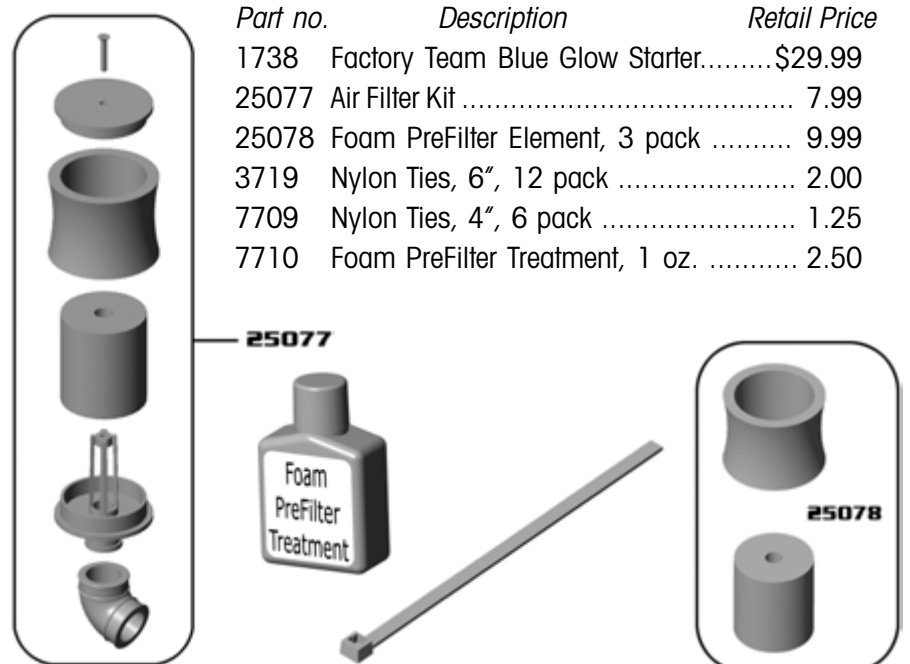 Part no. Description Retail Price
1738 Factory Team Blue Glow Starter.........$29.99
25077 Air Filter Kit ........................................ 7.99
25078 Foam PreFilter Element, 3 pack .......... 9.99
3719 Nylon Ties, 6″, 12 pack ...................... 2.00
7709 Nylon Ties, 4″, 6 pack ........................ 1.25
7710 Foam PreFilter Treatment, 1 oz. ........... 2.50
25077
Foam
PreFilter
Treatment
25078